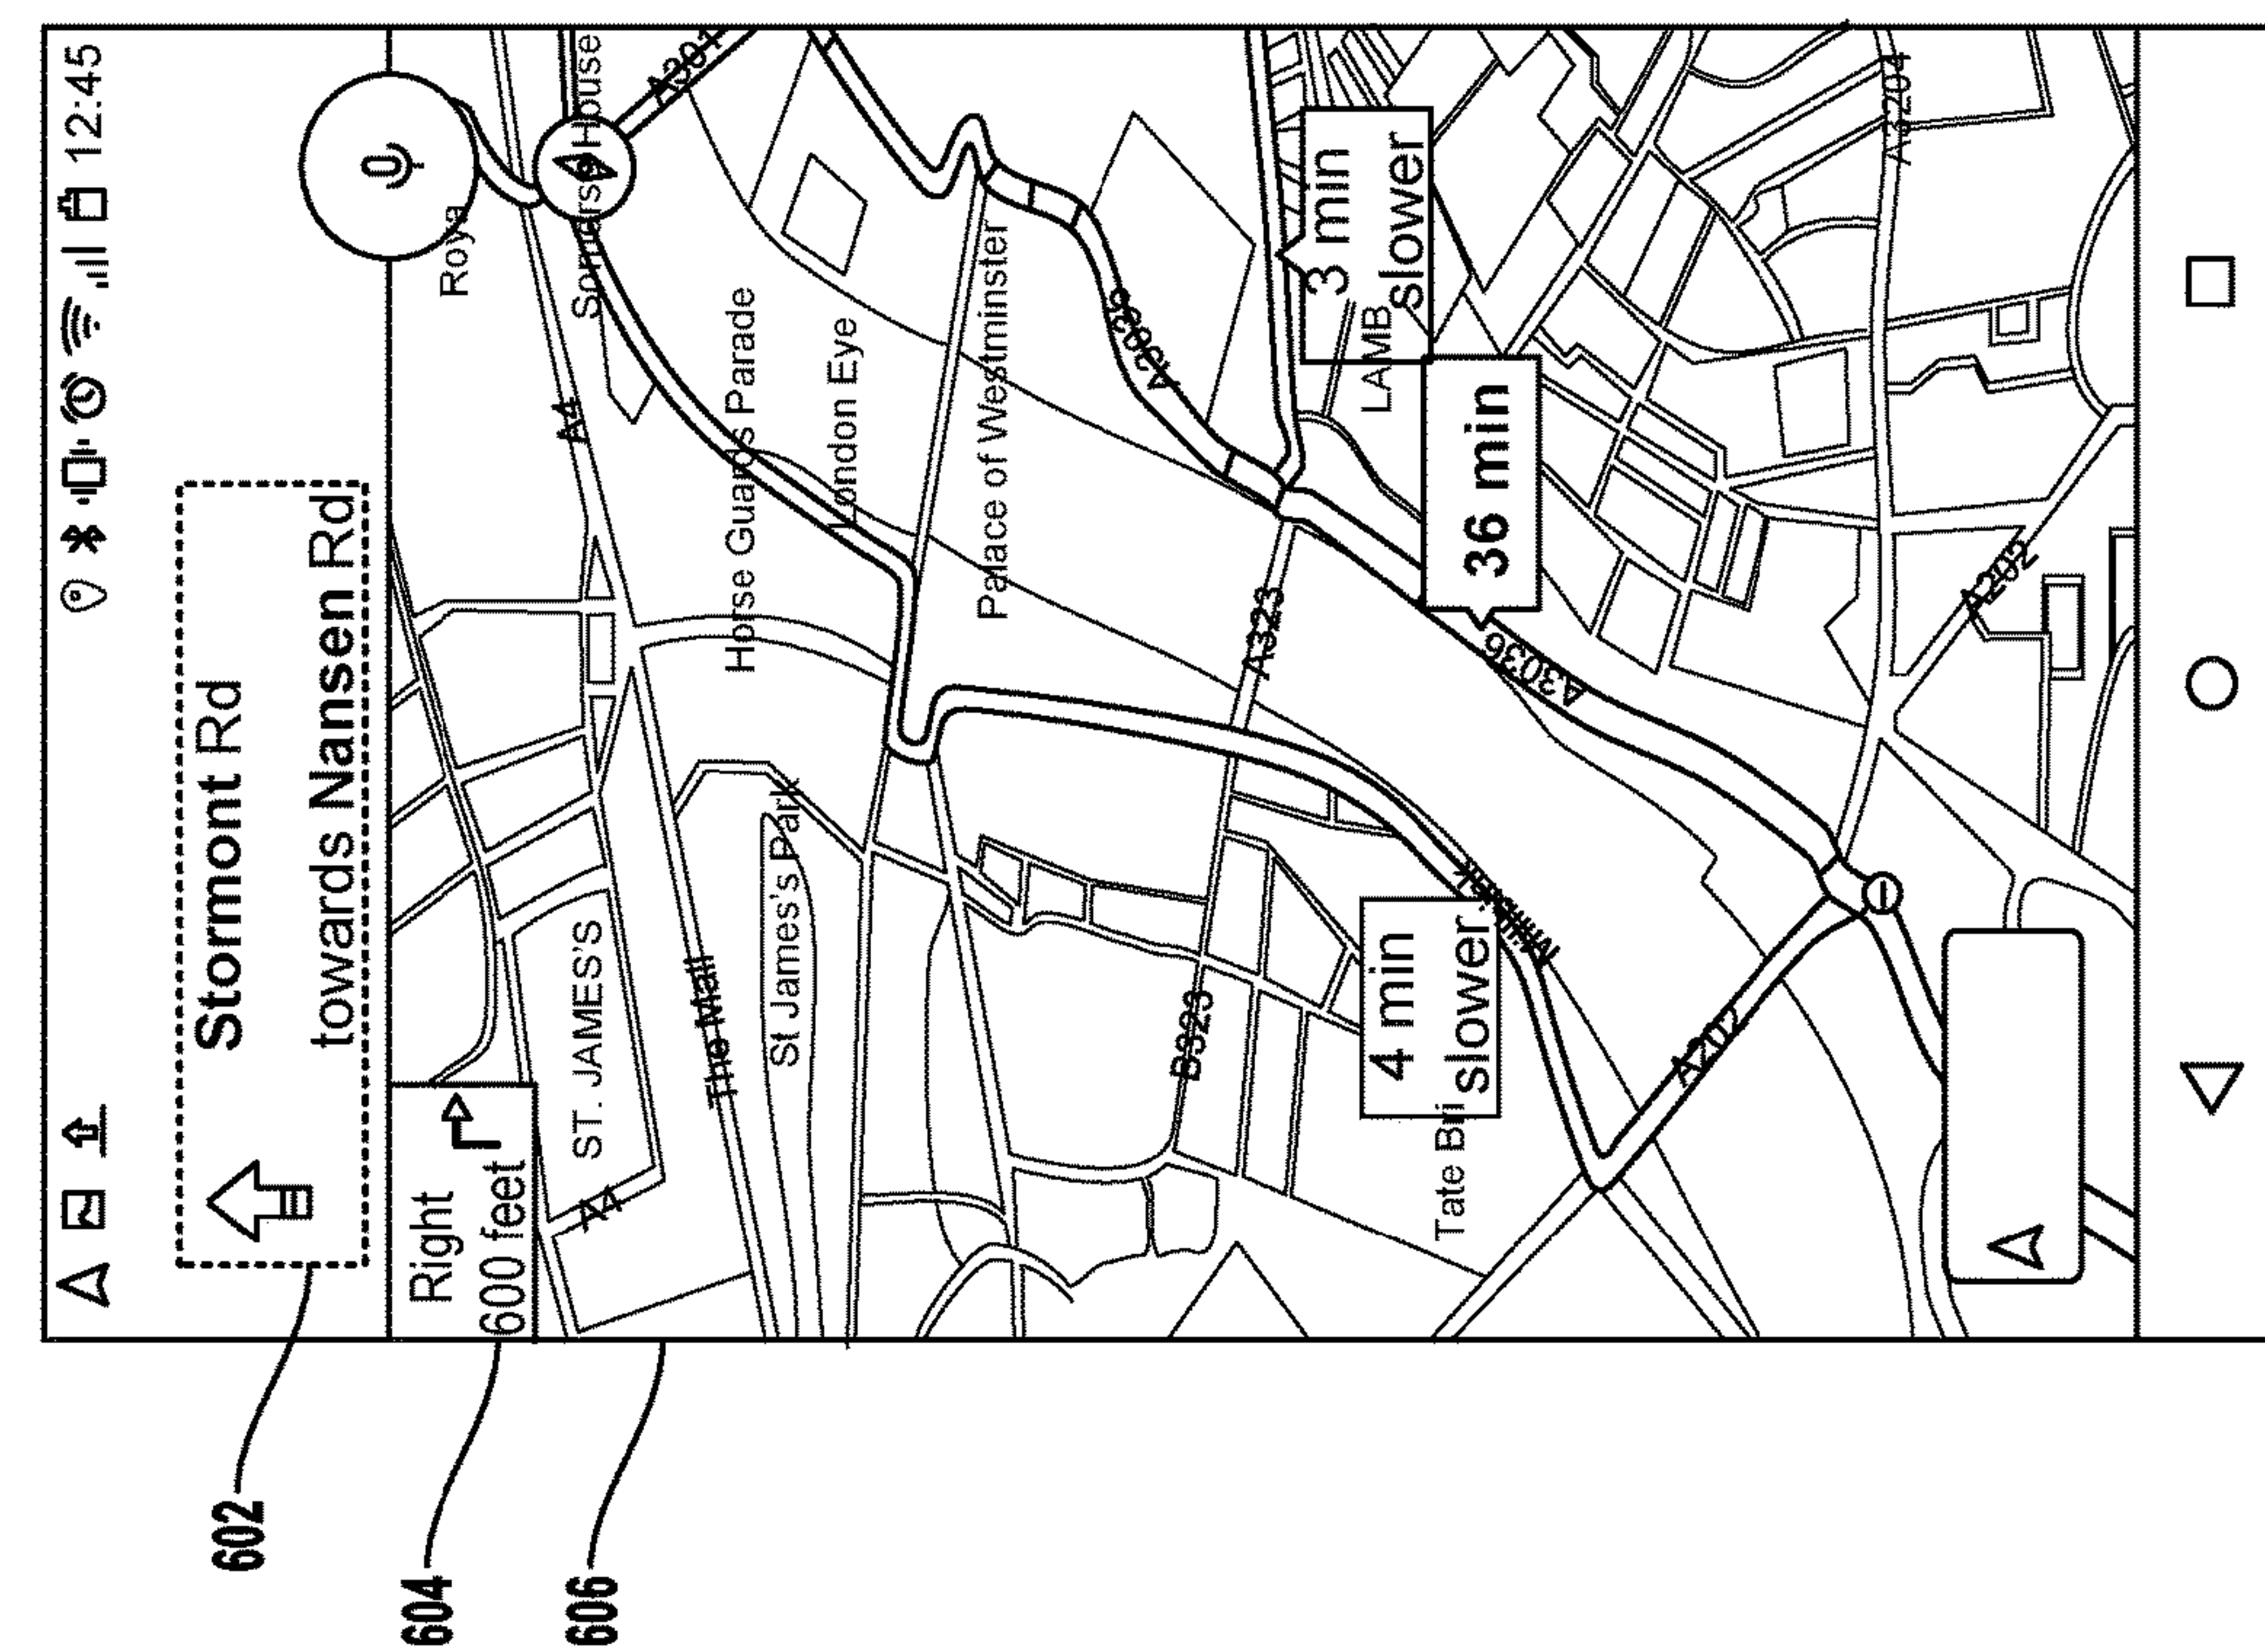 12:45
Stormont Rd
towards Nansen Rd
Right
600 feet
Roya
Somerset House
A301
A4
ST. JAMES'S
A4
The Mall
Horse Guards Parade
St James's Park
London Eye
Palace of Westminster
A3036
B323
A323
3 min
slower
LAMB
4 min
slower
36 min
Tate Bri
A3036
A202
A3204
A202
602
604
606